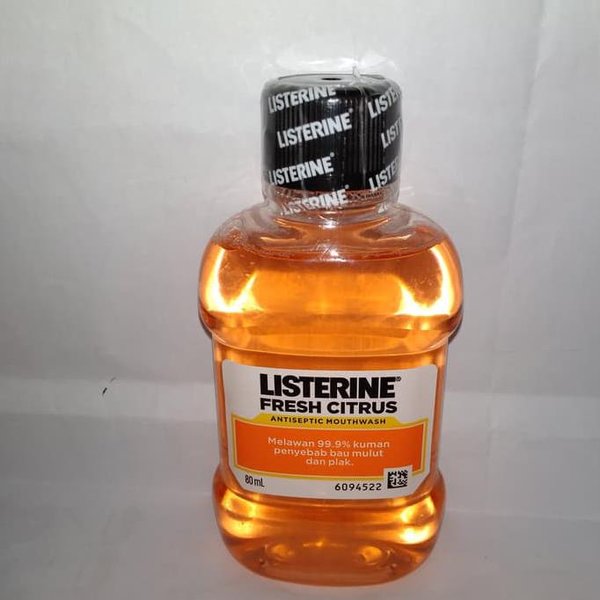 LISTERINE
LISTERINE®
LISTERINE®
LISTERINE®
LISTERINE®
FRESH CITRUS
ANTISEPTIC MOUTHWASH
Melawan 99.9% kuman
penyebab bau mulut
dan plak.
80 mL
6094522